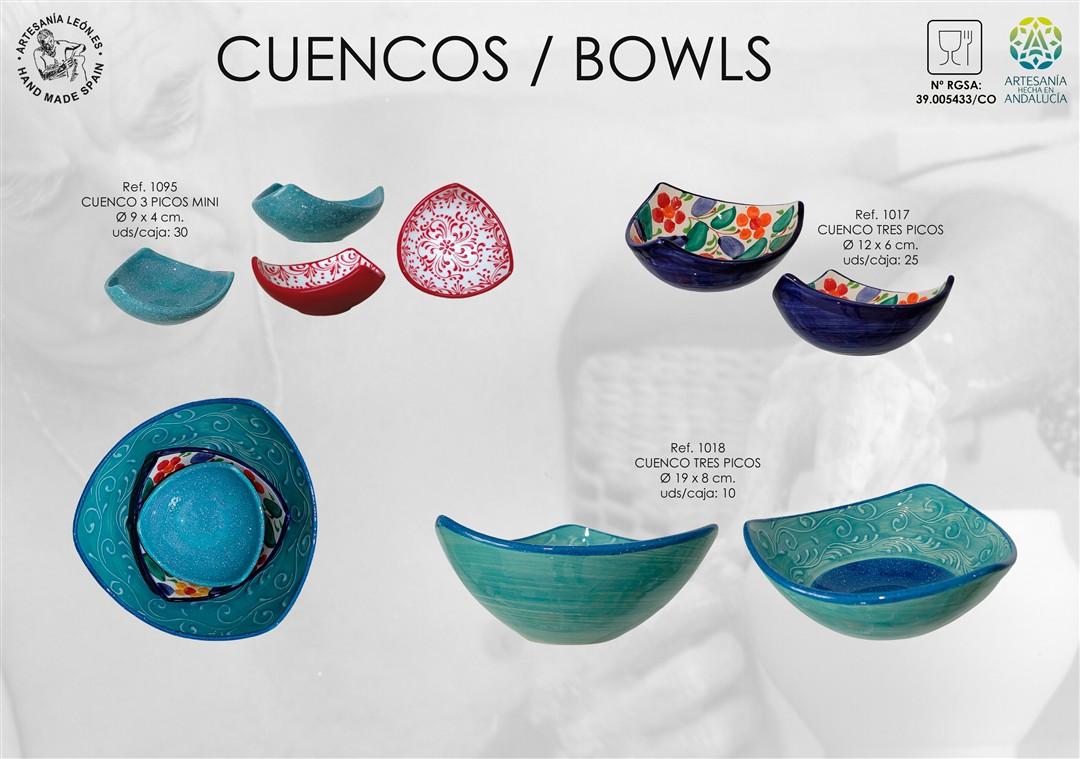 ARTESANÍA LEÓN.ES
HAND MADE SPAIN
CUENCOS / BOWLS
Nº RGSA:
39.005433/CO
ARTESANÍA
HECHA EN
ANDALUCÍA
Ref. 1095
CUENCO 3 PICOS MINI
Ø 9 x 4 cm.
uds/caja: 30
Ref. 1017
CUENCO TRES PICOS
Ø 12 x 6 cm.
uds/càja: 25
Ref. 1018
CUENCO TRES PICOS
Ø 19 x 8 cm.
uds/caja: 10